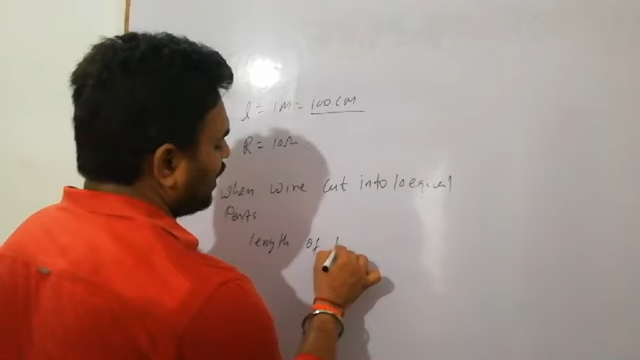 l = 1M = 100 cm
R = 10Ω
when wire cut into 10 equal
Parts
length of